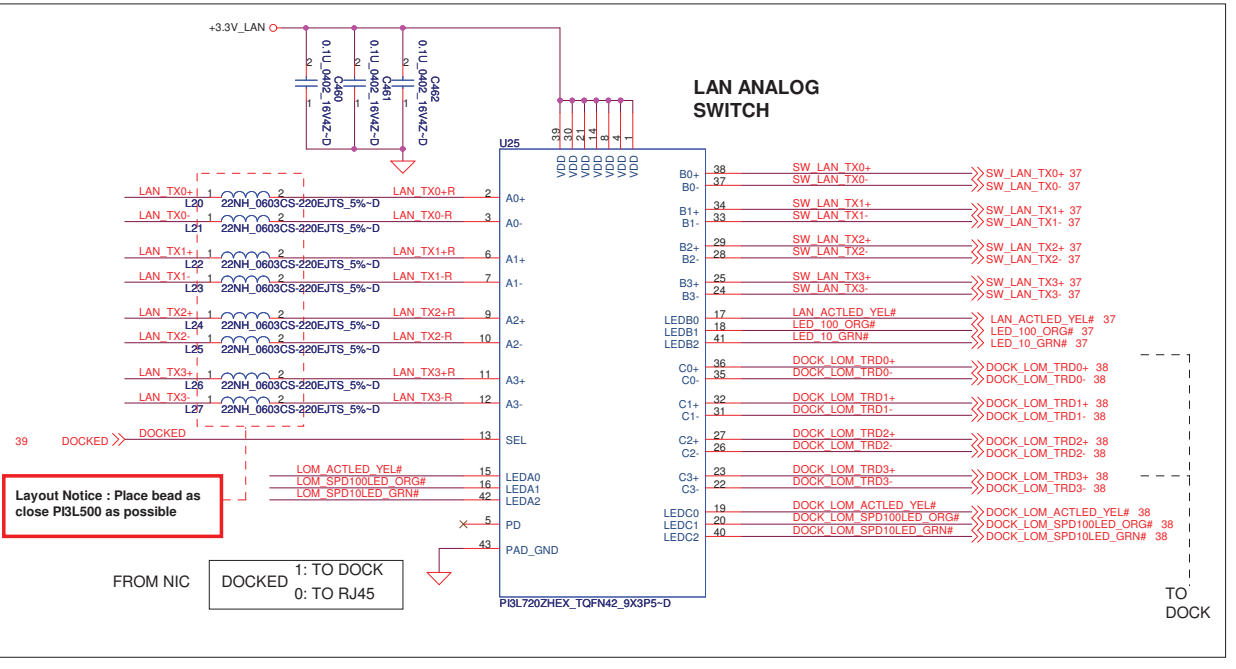 +3.3V_LAN
0.1U_0402_16V4Z~D
C460
0.1U_0402_16V4Z~D
C461
0.1U_0402_16V4Z~D
C462
2 2 2
1 1 1
LAN ANALOG
SWITCH
U25
39 30 21 14 8 4 1
VDD VDD VDD VDD VDD VDD VDD
LAN_TX0+ 1 2 LAN_TX0+R 2 A0+
L20 22NH_0603CS-220EJTS_5%~D
LAN_TX0- 1 2 LAN_TX0-R 3 A0-
L21 22NH_0603CS-220EJTS_5%~D
LAN_TX1+ 1 2 LAN_TX1+R 6 A1+
L22 22NH_0603CS-220EJTS_5%~D
LAN_TX1- 1 2 LAN_TX1-R 7 A1-
L23 22NH_0603CS-220EJTS_5%~D
LAN_TX2+ 1 2 LAN_TX2+R 9 A2+
L24 22NH_0603CS-220EJTS_5%~D
LAN_TX2- 1 2 LAN_TX2-R 10 A2-
L25 22NH_0603CS-220EJTS_5%~D
LAN_TX3+ 1 2 LAN_TX3+R 11 A3+
L26 22NH_0603CS-220EJTS_5%~D
LAN_TX3- 1 2 LAN_TX3-R 12 A3-
L27 22NH_0603CS-220EJTS_5%~D
39 DOCKED DOCKED 13 SEL
LOM_ACTLED_YEL# 15 LEDA0
LOM_SPD100LED_ORG# 16 LEDA1
LOM_SPD10LED_GRN# 42 LEDA2
5 PD
43 PAD_GND
Layout Notice : Place bead as
close PI3L500 as possible
FROM NIC
DOCKED
1: TO DOCK
0: TO RJ45
PI3L720ZHEX_TQFN42_9X3P5~D
B0+ 38 SW_LAN_TX0+ SW_LAN_TX0+ 37
B0- 37 SW_LAN_TX0- SW_LAN_TX0- 37
B1+ 34 SW_LAN_TX1+ SW_LAN_TX1+ 37
B1- 33 SW_LAN_TX1- SW_LAN_TX1- 37
B2+ 29 SW_LAN_TX2+ SW_LAN_TX2+ 37
B2- 28 SW_LAN_TX2- SW_LAN_TX2- 37
B3+ 25 SW_LAN_TX3+ SW_LAN_TX3+ 37
B3- 24 SW_LAN_TX3- SW_LAN_TX3- 37
LEDB0 17 LAN_ACTLED_YEL# LAN_ACTLED_YEL# 37
LEDB1 18 LED_100_ORG# LED_100_ORG# 37
LEDB2 41 LED_10_GRN# LED_10_GRN# 37
C0+ 36 DOCK_LOM_TRD0+ DOCK_LOM_TRD0+ 38
C0- 35 DOCK_LOM_TRD0- DOCK_LOM_TRD0- 38
C1+ 32 DOCK_LOM_TRD1+ DOCK_LOM_TRD1+ 38
C1- 31 DOCK_LOM_TRD1- DOCK_LOM_TRD1- 38
C2+ 27 DOCK_LOM_TRD2+ DOCK_LOM_TRD2+ 38
C2- 26 DOCK_LOM_TRD2- DOCK_LOM_TRD2- 38
C3+ 23 DOCK_LOM_TRD3+ DOCK_LOM_TRD3+ 38
C3- 22 DOCK_LOM_TRD3- DOCK_LOM_TRD3- 38
LEDC0 19 DOCK_LOM_ACTLED_YEL# DOCK_LOM_ACTLED_YEL# 38
LEDC1 20 DOCK_LOM_SPD100LED_ORG# DOCK_LOM_SPD100LED_ORG# 38
LEDC2 40 DOCK_LOM_SPD10LED_GRN# DOCK_LOM_SPD10LED_GRN# 38
TO
DOCK